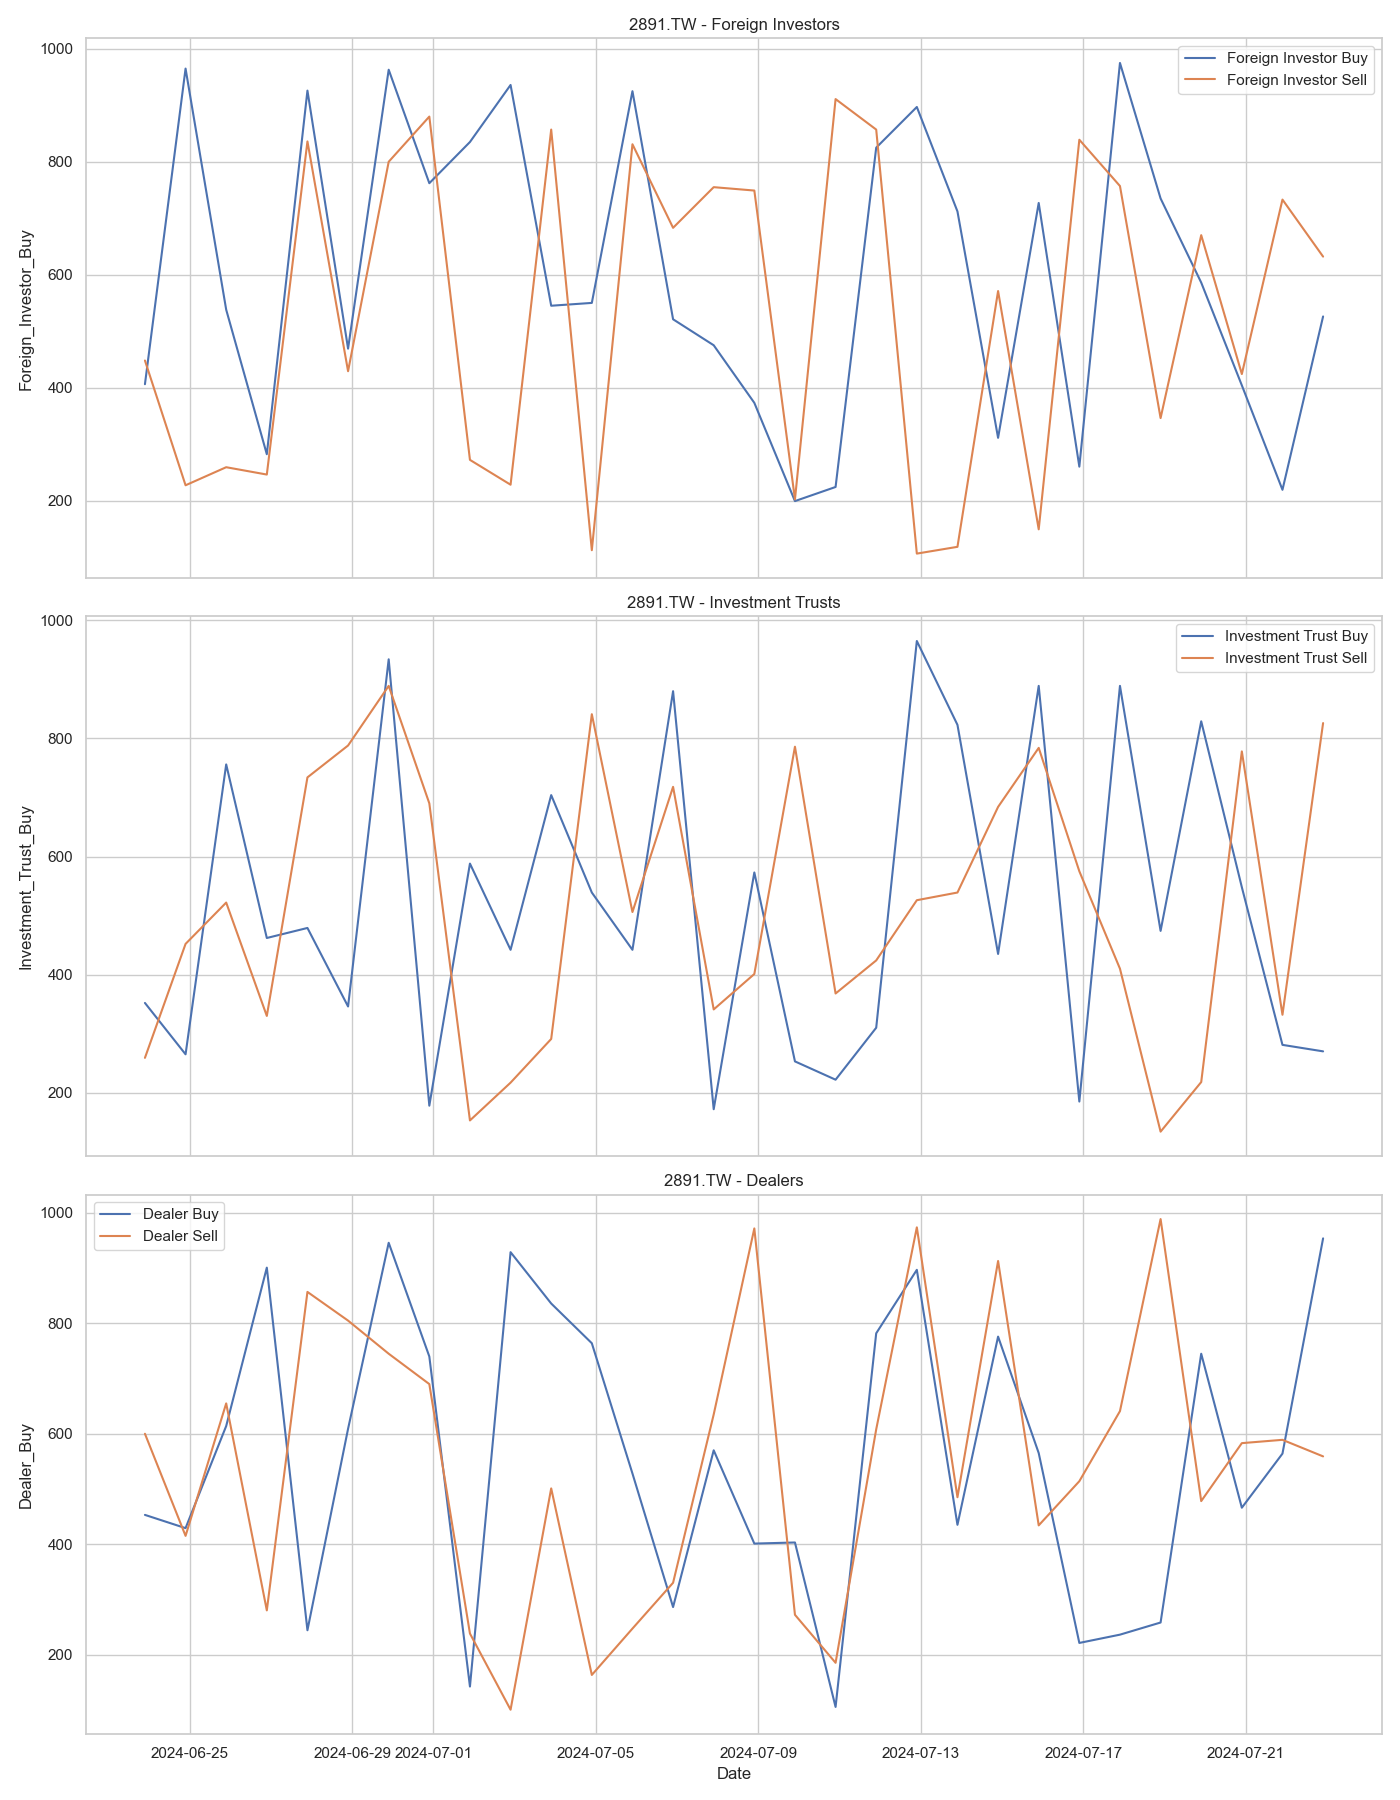 2891.TW - Foreign Investors
Foreign_Investor_Buy
1000
800
600
400
200
Foreign Investor Buy
Foreign Investor Sell
2891.TW - Investment Trusts
Investment_Trust_Buy
1000
800
600
400
200
Investment Trust Buy
Investment Trust Sell
2891.TW - Dealers
Dealer_Buy
1000
800
600
400
200
Dealer Buy
Dealer Sell
2024-06-25 2024-06-29 2024-07-01 2024-07-05 2024-07-09 2024-07-13 2024-07-17 2024-07-21
Date